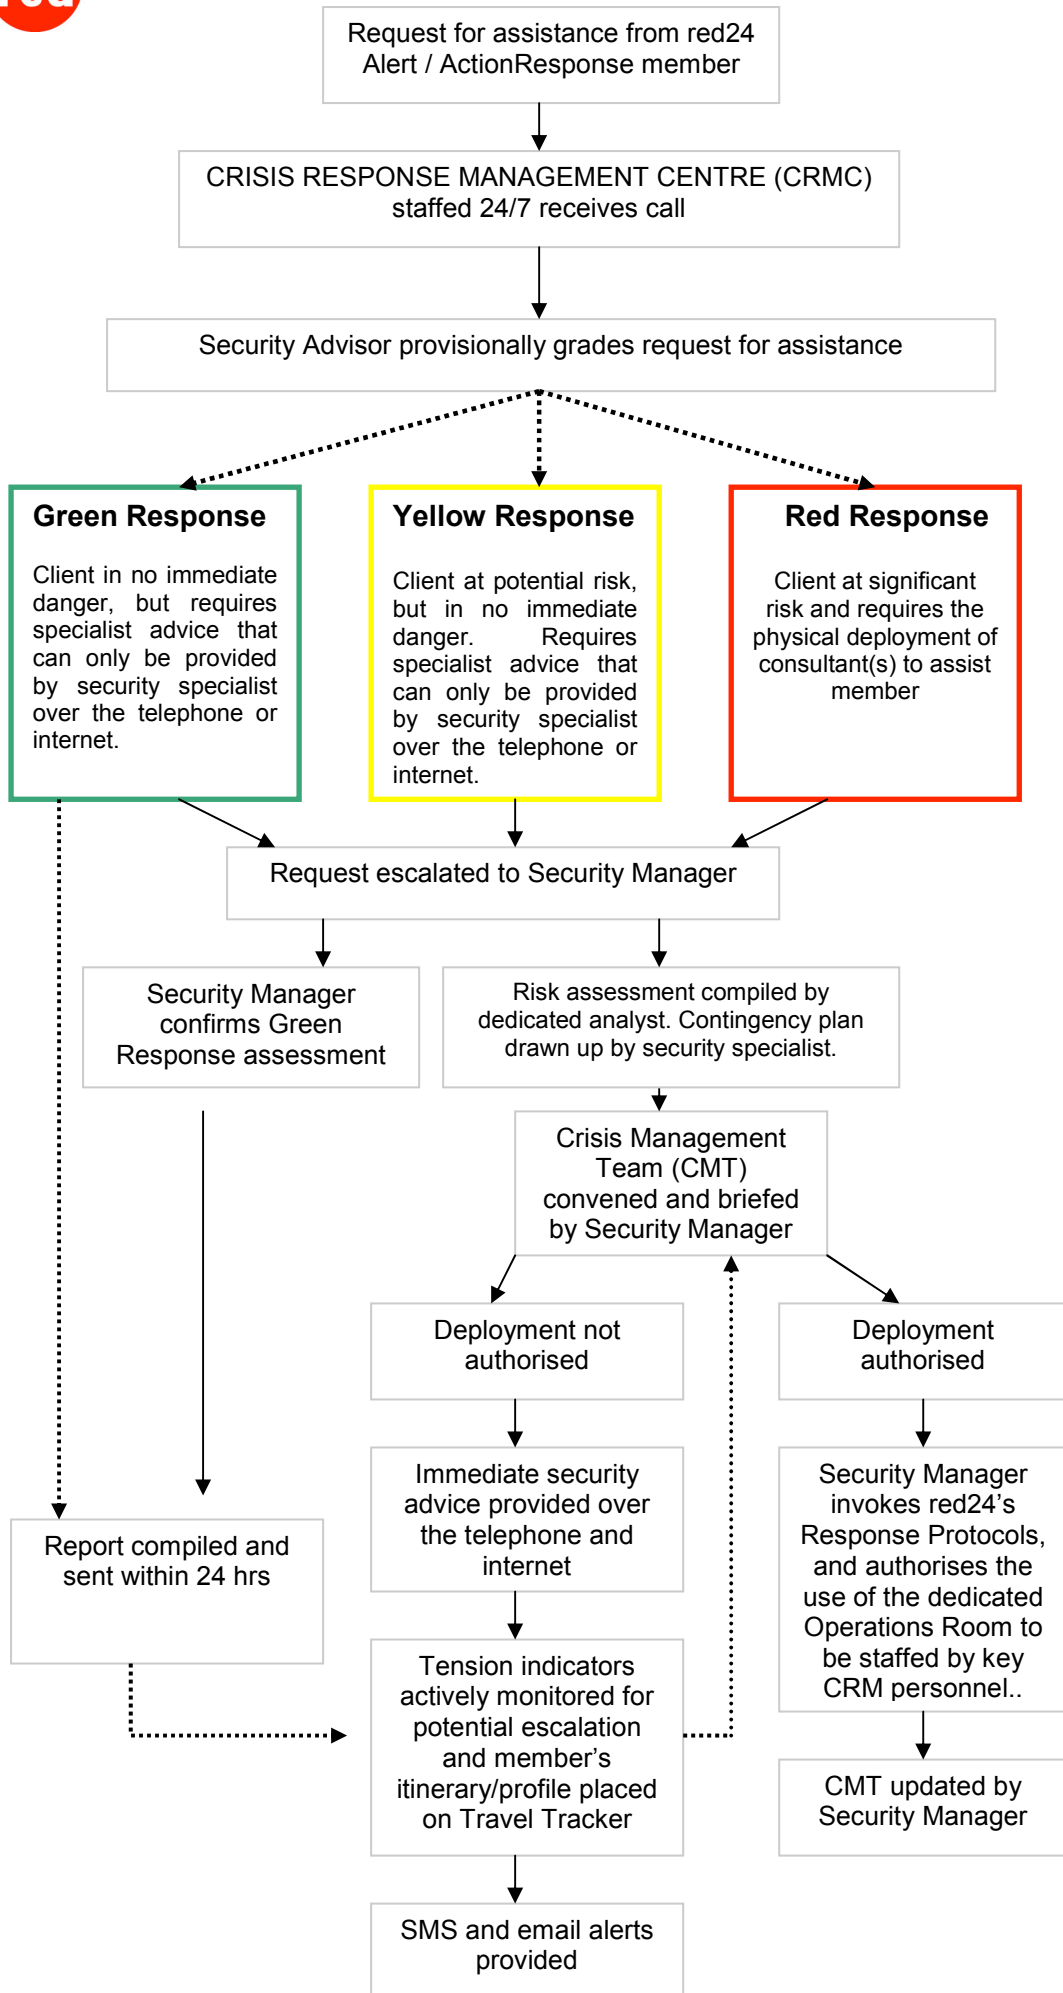 Request for assistance from red24
Alert / ActionResponse member
CRISIS RESPONSE MANAGEMENT CENTRE (CRMC)
staffed 24/7 receives call
Security Advisor provisionally grades request for assistance
Green Response
Client in no immediate
danger, but requires
specialist advice that
can only be provided
by security specialist
over the telephone or
internet.
Yellow Response
Client at potential risk,
but in no immediate
danger. Requires
specialist advice that
can only be provided
by security specialist
over the telephone or
internet.
Red Response
Client at significant
risk and requires the
physical deployment of
consultant(s) to assist
member
Request escalated to Security Manager
Security Manager
confirms Green
Response assessment
Risk assessment compiled by
dedicated analyst. Contingency plan
drawn up by security specialist.
Crisis Management
Team (CMT)
convened and briefed
by Security Manager
Deployment not
authorised
Deployment
authorised
Immediate security
advice provided over
the telephone and
internet
Security Manager
invokes red24’s
Response Protocols,
and authorises the
use of the dedicated
Operations Room to
be staffed by key
CRM personnel..
Report compiled and
sent within 24 hrs
Tension indicators
actively monitored for
potential escalation
and member’s
itinerary/profile placed
on Travel Tracker
CMT updated by
Security Manager
SMS and email alerts
provided